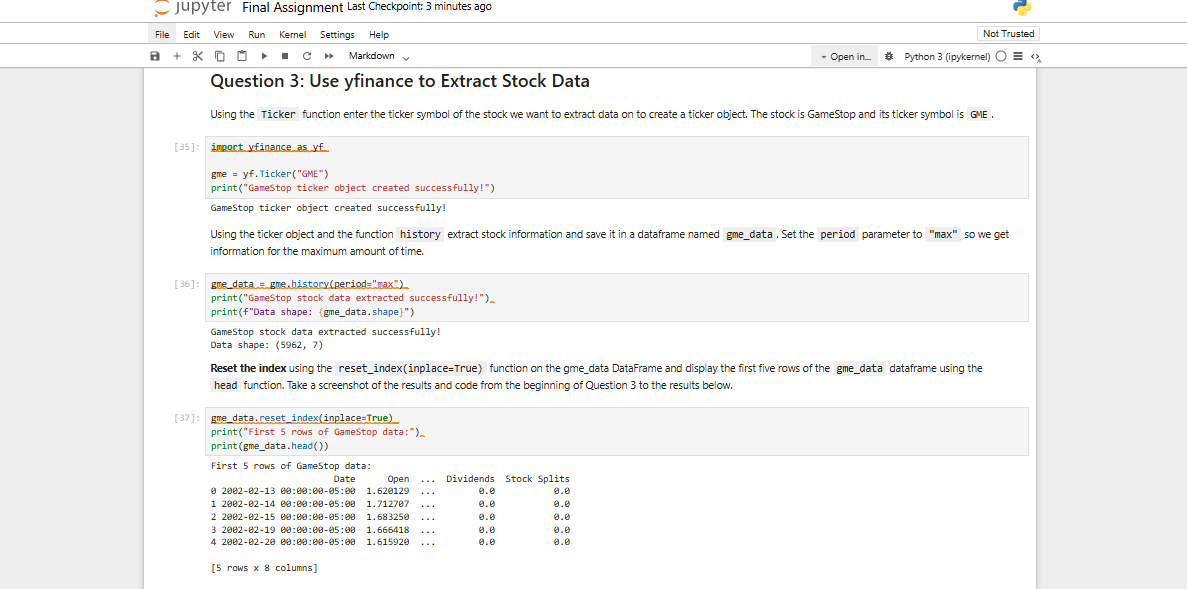 jupyter Final Assignment Last Checkpoint: 3 minutes ago
File Edit View Run Kernel Settings Help Not Trusted
Markdown Open in... Python 3 (ipykernel)
Question 3: Use yfinance to Extract Stock Data
Using the Ticker function enter the ticker symbol of the stock we want to extract data on to create a ticker object. The stock is GameStop and its ticker symbol is GME .
[35]: import yfinance as yf
gme = yf.Ticker("GME")
print("GameStop ticker object created successfully!")
GameStop ticker object created successfully!
Using the ticker object and the function history extract stock information and save it in a dataframe named gme_data . Set the period parameter to "max" so we get
information for the maximum amount of time.
[36]: gme_data = gme.history(period="max")
print("GameStop stock data extracted successfully!")
print(f"Data shape: {gme_data.shape}")
GameStop stock data extracted successfully!
Data shape: (5962, 7)
Reset the index using the reset_index(inplace=True) function on the gme_data DataFrame and display the first five rows of the gme_data dataframe using the
head function. Take a screenshot of the results and code from the beginning of Question 3 to the results below.
[37]: gme_data.reset_index(inplace=True)
print("First 5 rows of GameStop data:")
print(gme_data.head())
First 5 rows of GameStop data:
Date Open ... Dividends Stock Splits
0 2002-02-13 00:00:00-05:00 1.620129 ... 0.0 0.0
1 2002-02-14 00:00:00-05:00 1.712707 ... 0.0 0.0
2 2002-02-15 00:00:00-05:00 1.683250 ... 0.0 0.0
3 2002-02-19 00:00:00-05:00 1.666418 ... 0.0 0.0
4 2002-02-20 00:00:00-05:00 1.615920 ... 0.0 0.0
[5 rows x 8 columns]